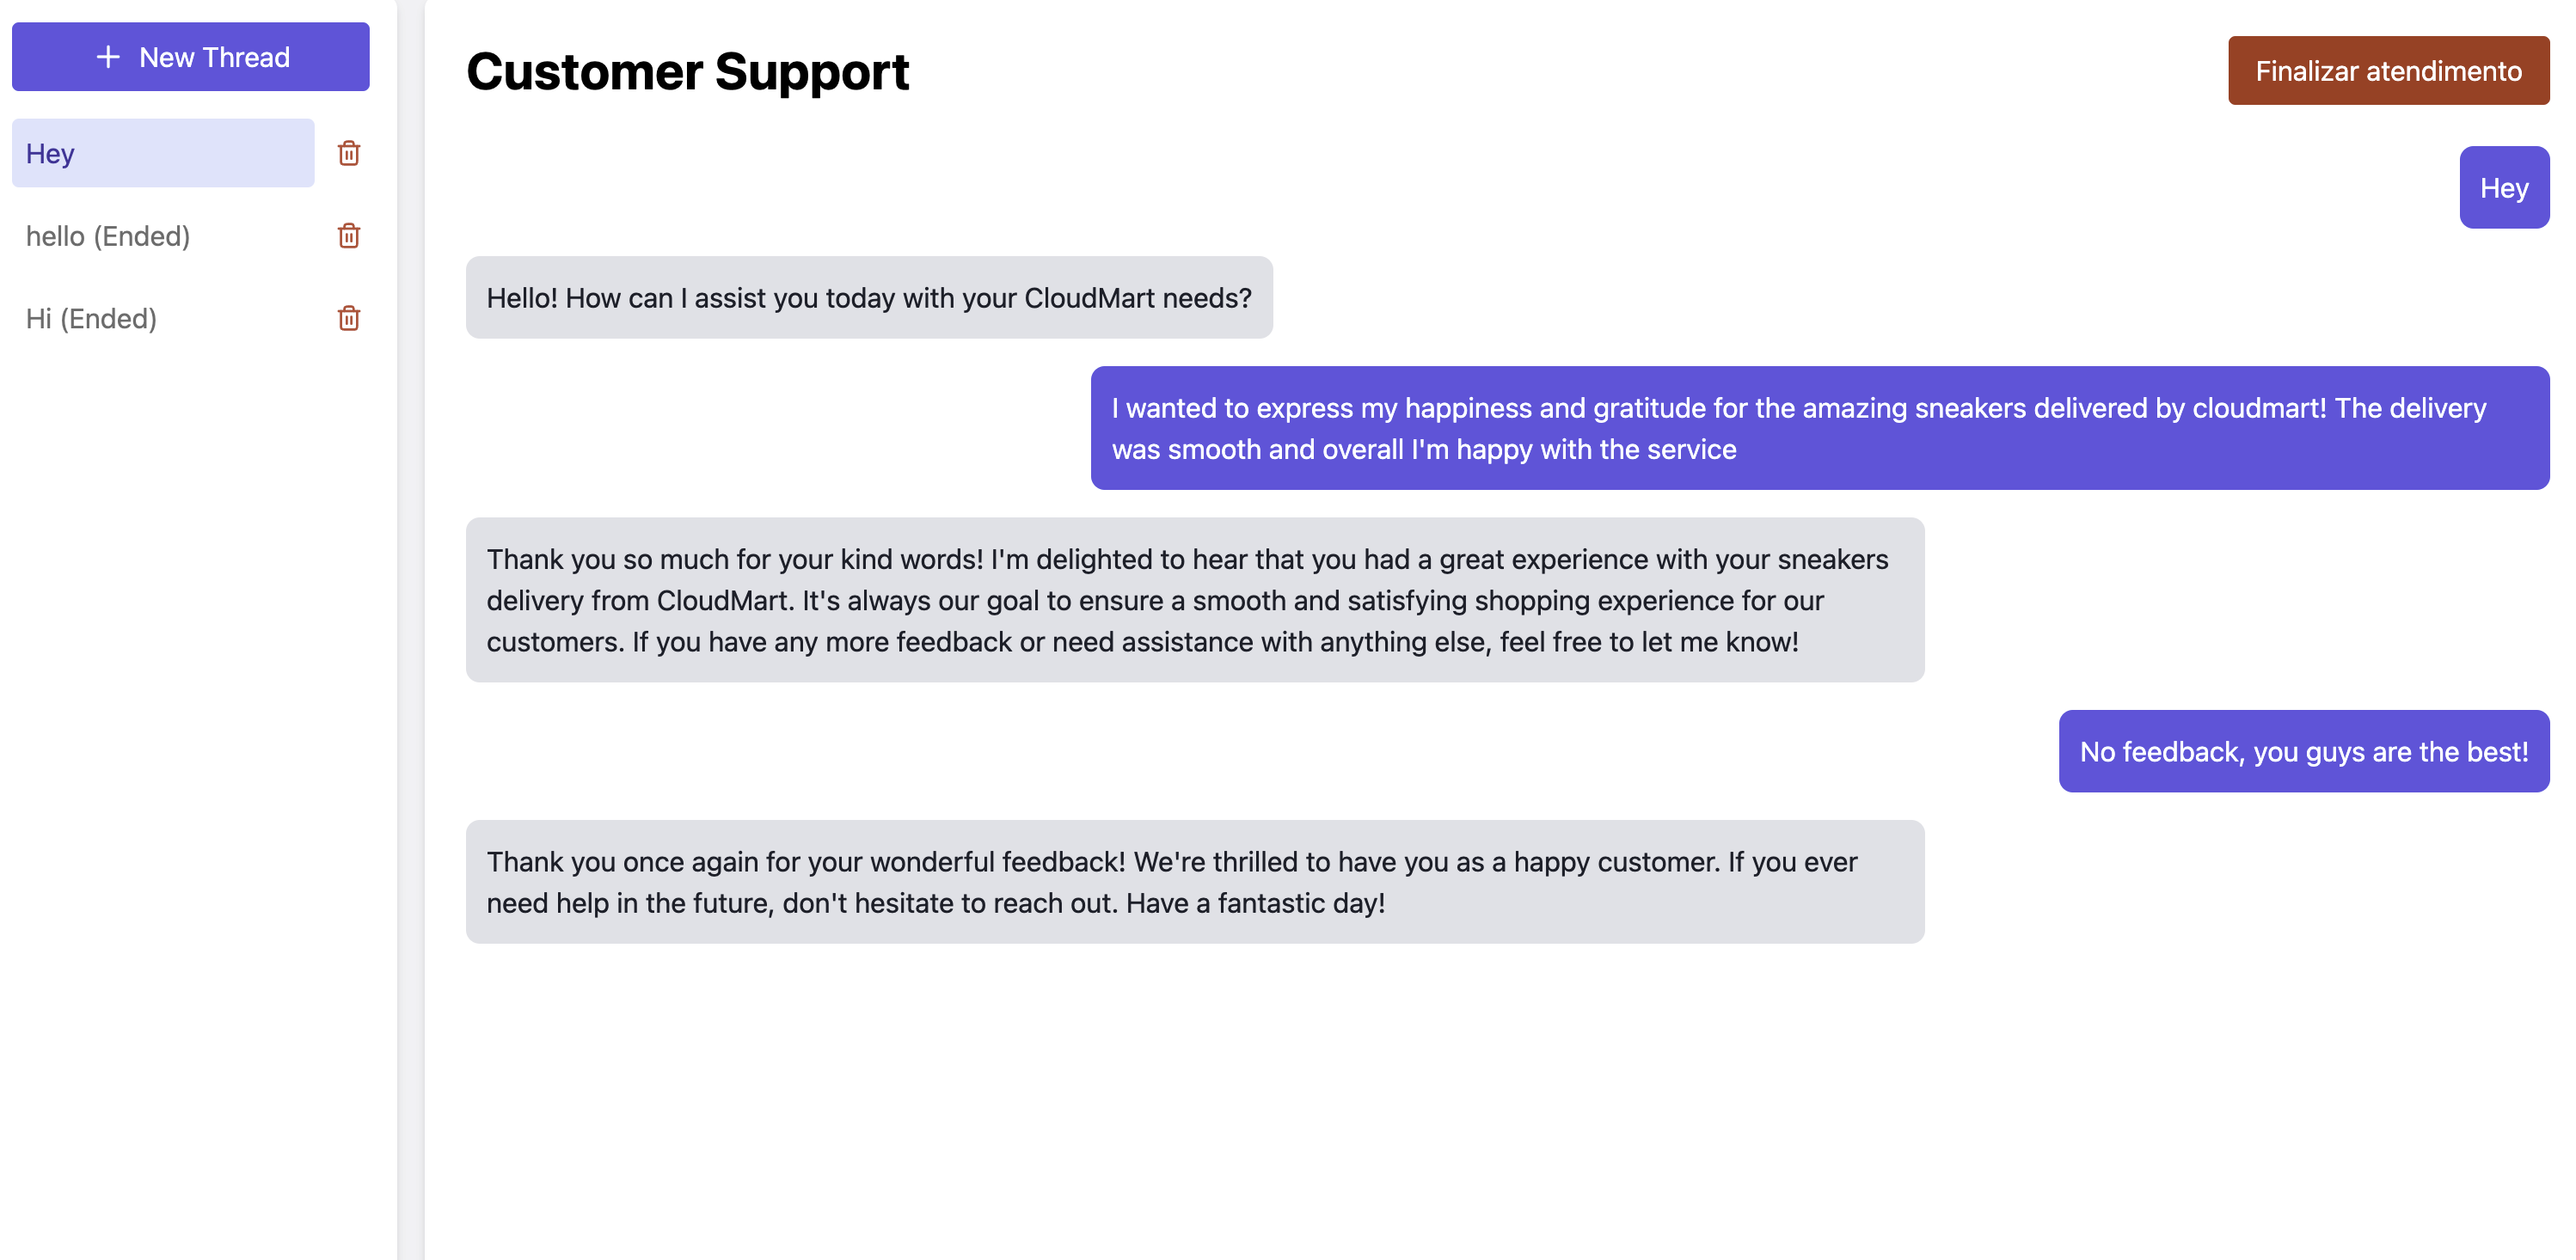 New Thread
Hey
hello (Ended)
Hi (Ended)
Customer Support
Finalizar atendimento
Hey
Hello! How can I assist you today with your CloudMart needs?
I wanted to express my happiness and gratitude for the amazing sneakers delivered by cloudmart! The delivery
was smooth and overall I'm happy with the service
Thank you so much for your kind words! I'm delighted to hear that you had a great experience with your sneakers
delivery from CloudMart. It's always our goal to ensure a smooth and satisfying shopping experience for our
customers. If you have any more feedback or need assistance with anything else, feel free to let me know!
No feedback, you guys are the best!
Thank you once again for your wonderful feedback! We're thrilled to have you as a happy customer. If you ever
need help in the future, don't hesitate to reach out. Have a fantastic day!